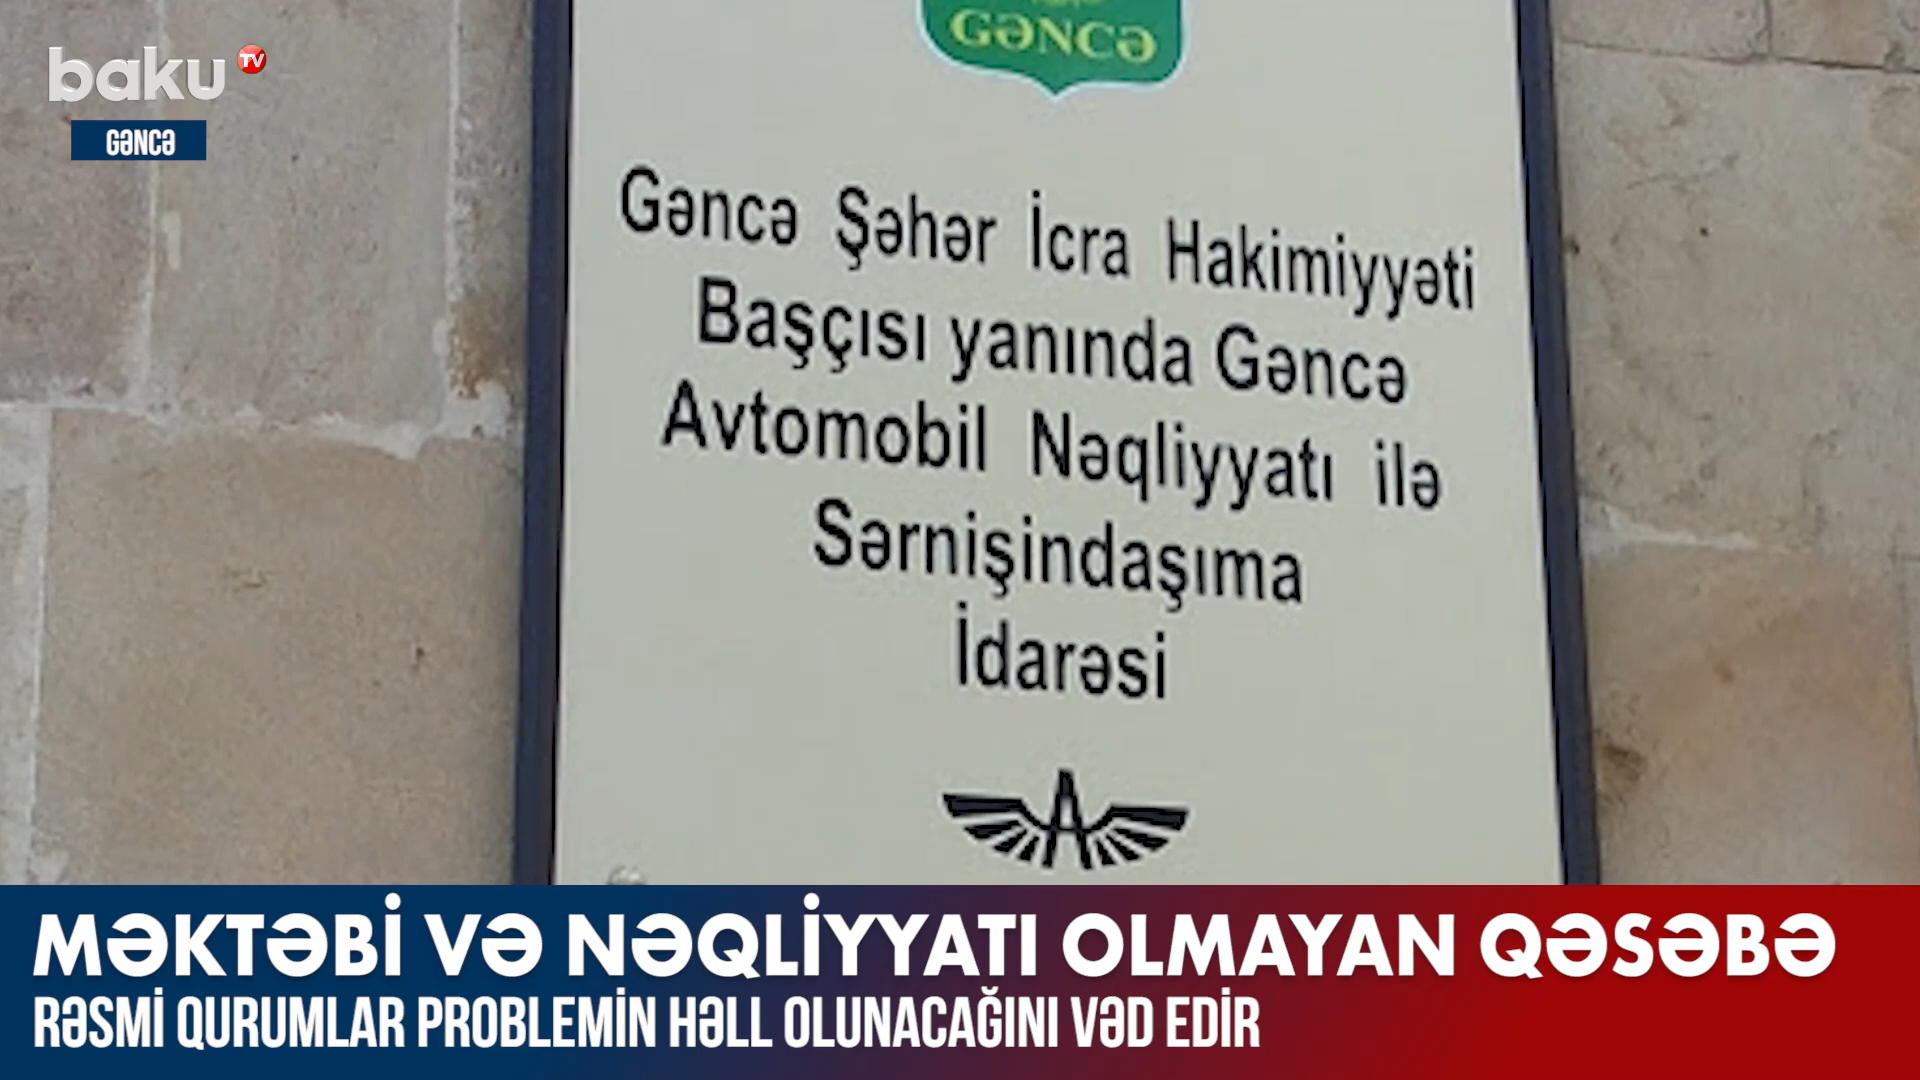 baku TV
GƏNCƏ
GƏNCƏ
Gəncə Şəhər İcra Hakimiyyəti
Başçısı yanında Gəncə
Avtomobil Nəqliyyatı ilə
Sərnişindaşıma
İdarəsi
MƏKTƏBİ VƏ NƏQLİYYATI OLMAYAN QƏSƏBƏ
RƏSMİ QURUMLAR PROBLEMİN HƏLL OLUNACAĞINI VƏD EDİR